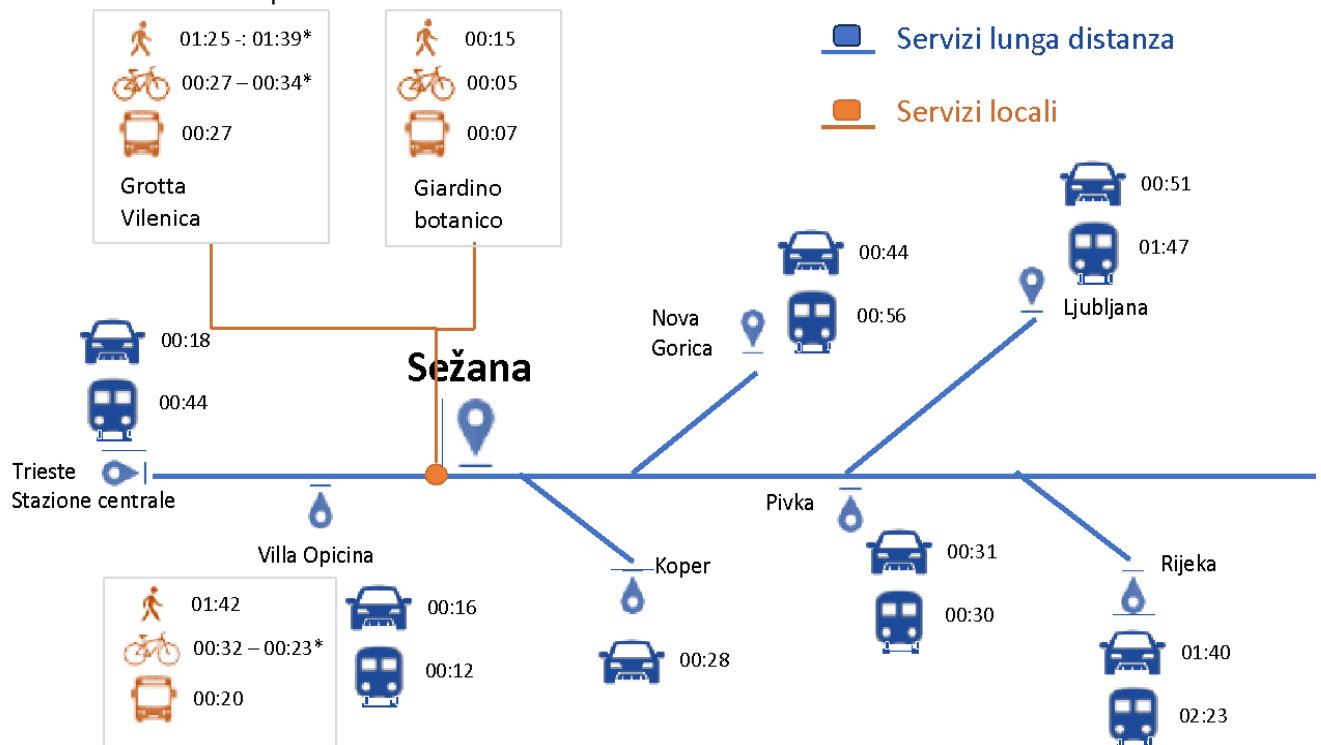 01:25 -: 01:39*
00:27 – 00:34*
00:27
Grotta
Vilenica
00:15
00:05
00:07
Giardino
botanico
Servizi lunga distanza
Servizi locali
00:51
01:47
Ljubljana
00:44
00:56
Nova
Gorica
00:18
00:44
Sežana
Trieste
Stazione centrale
Villa Opicina
01:42
00:32 – 00:23*
00:20
00:16
00:12
Koper
00:28
Pivka
00:31
00:30
Rijeka
01:40
02:23